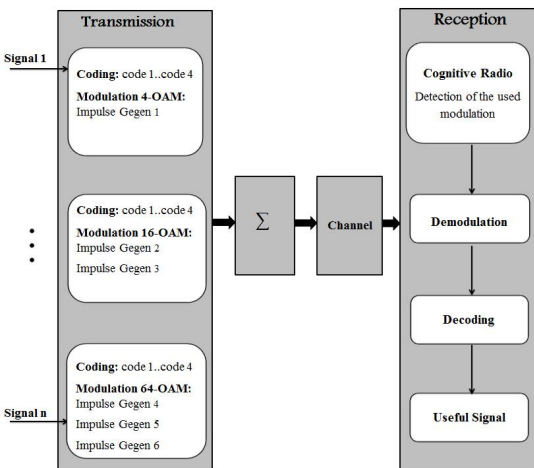 Transmission
Signal 1
Coding: code 1..code 4
Modulation 4-OAM:
Impulse Gegen 1
Coding: code 1..code 4
Modulation 16-OAM:
Impulse Gegen 2
Impulse Gegen 3
Coding: code 1..code 4
Modulation 64-OAM:
Impulse Gegen 4
Impulse Gegen 5
Impulse Gegen 6
Signal n
Σ
Channel
Reception
Cognitive Radio
Detection of the used
modulation
Demodulation
Decoding
Useful Signal